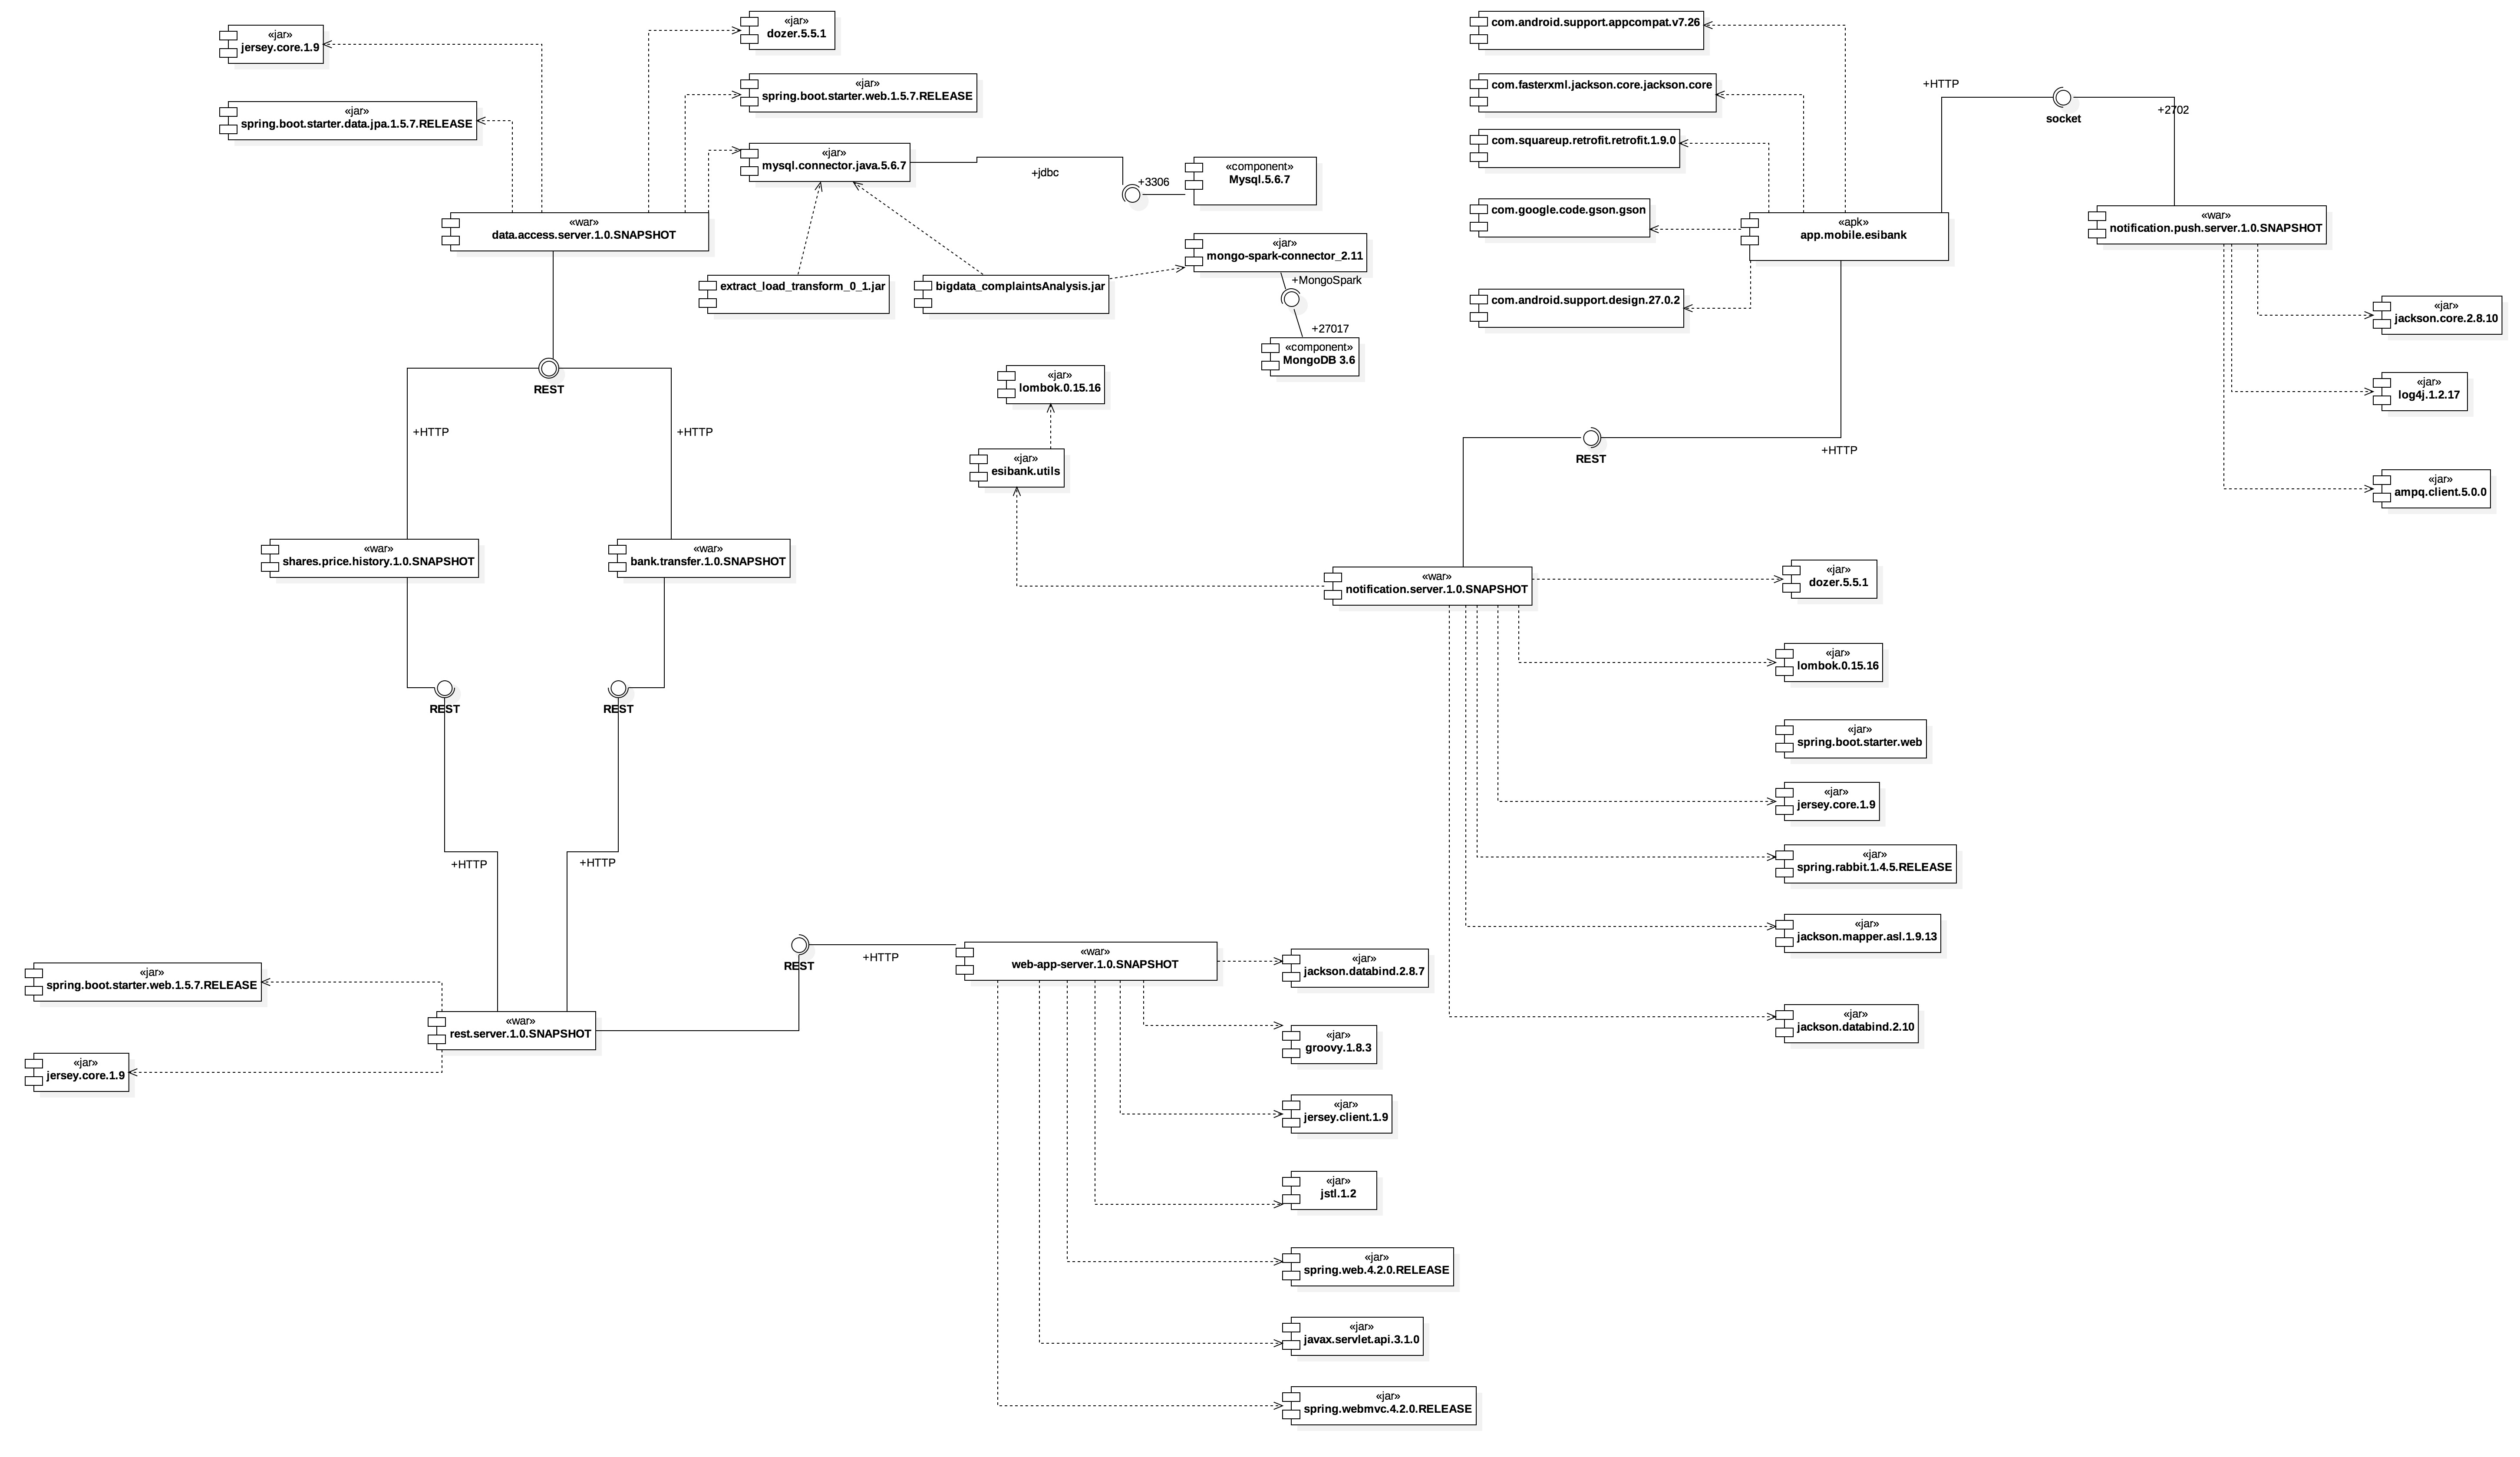 «jar»
jersey.core.1.9
«jar»
spring.boot.starter.data.jpa.1.5.7.RELEASE
«jar»
dozer.5.5.1
«jar»
spring.boot.starter.web.1.5.7.RELEASE
«jar»
mysql.connector.java.5.6.7
+jdbc
+3306
«component»
Mysql.5.6.7
«war»
data.access.server.1.0.SNAPSHOT
extract_load_transform_0_1.jar
bigdata_complaintsAnalysis.jar
«jar»
mongo-spark-connector_2.11
+MongoSpark
+27017
«component»
MongoDB 3.6
com.android.support.appcompat.v7.26
com.fasterxml.jackson.core.jackson.core
com.squareup.retrofit.retrofit.1.9.0
com.google.code.gson.gson
com.android.support.design.27.0.2
«apk»
app.mobile.esibank
+HTTP
socket
+2702
«war»
notification.push.server.1.0.SNAPSHOT
«jar»
jackson.core.2.8.10
«jar»
log4j.1.2.17
«jar»
ampq.client.5.0.0
REST
+HTTP
+HTTP
«jar»
lombok.0.15.16
«jar»
esibank.utils
REST
+HTTP
«war»
shares.price.history.1.0.SNAPSHOT
«war»
bank.transfer.1.0.SNAPSHOT
«war»
notification.server.1.0.SNAPSHOT
«jar»
dozer.5.5.1
«jar»
lombok.0.15.16
«jar»
spring.boot.starter.web
«jar»
jersey.core.1.9
«jar»
spring.rabbit.1.4.5.RELEASE
«jar»
jackson.mapper.asl.1.9.13
«jar»
jackson.databind.2.10
REST
REST
+HTTP
+HTTP
«jar»
spring.boot.starter.web.1.5.7.RELEASE
«jar»
jersey.core.1.9
«war»
rest.server.1.0.SNAPSHOT
REST
+HTTP
«war»
web-app-server.1.0.SNAPSHOT
«jar»
jackson.databind.2.8.7
«jar»
groovy.1.8.3
«jar»
jersey.client.1.9
«jar»
jstl.1.2
«jar»
spring.web.4.2.0.RELEASE
«jar»
javax.servlet.api.3.1.0
«jar»
spring.webmvc.4.2.0.RELEASE